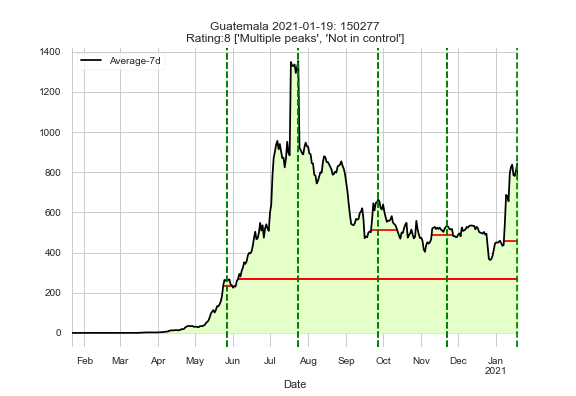 Guatemala 2021-01-19: 150277
Rating:8 ['Multiple peaks', 'Not in control']
Average-7d
1400
1200
1000
800
600
400
200
0
Feb Mar Apr May Jun Jul Aug Sep Oct Nov Dec Jan
2021
Date